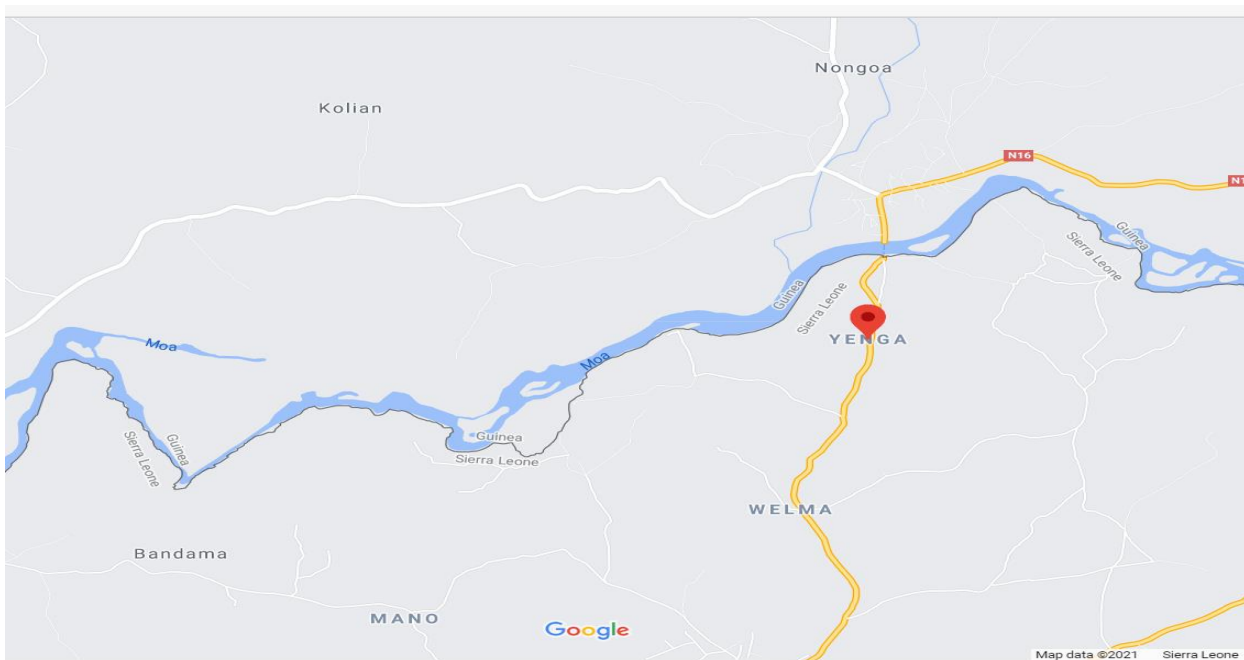 Nongoa
Kolian
N16
N1
Guinea
Sierra Leone
Guinea
Sierra Leone
Moa
YENGA
Moa
Guinea
Sierra Leone
Guinea
Sierra Leone
WELMA
Bandama
MANO
Google
Map data ©2021 Sierra Leone